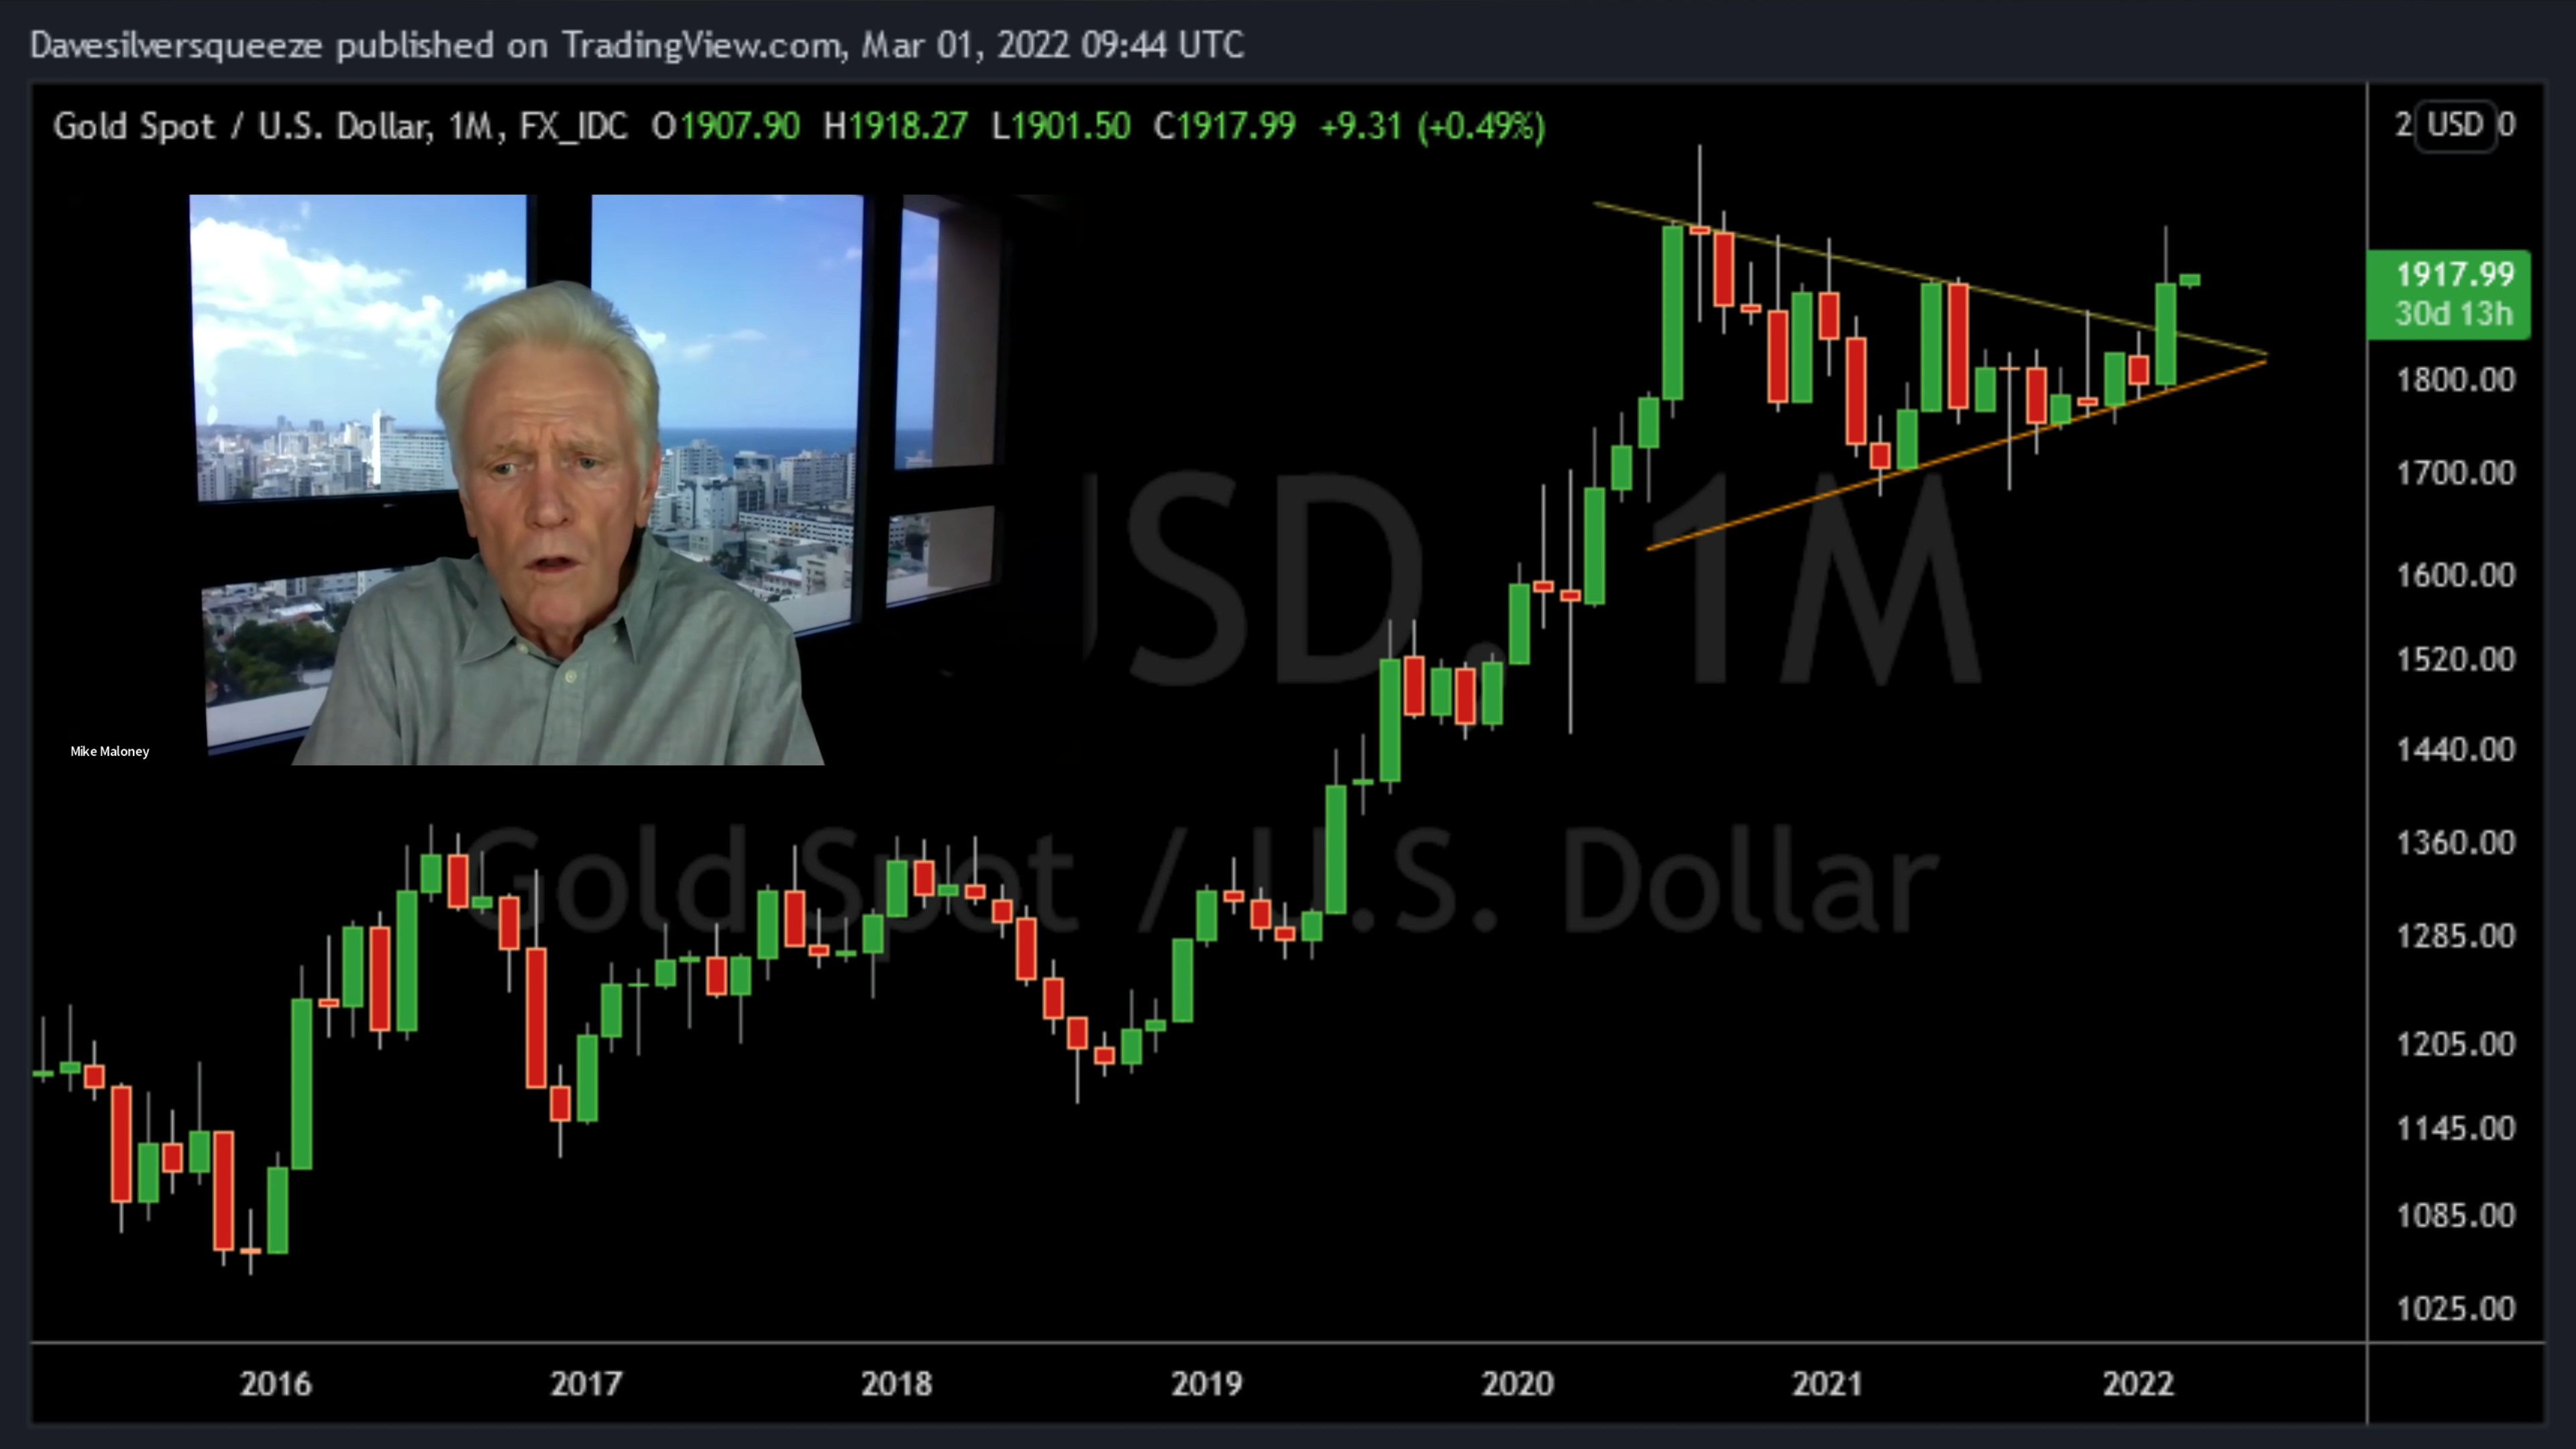 Davesilversqueeze published on TradingView.com, Mar 01, 2022 09:44 UTC
Gold Spot / U.S. Dollar, 1M, FX_IDC O1907.90 H1918.27 L1901.50 C1917.99 +9.31 (+0.49%)
USD
1917.99
30d 13h
1800.00
1700.00
1600.00
USD, 1M
1520.00
Mike Maloney
1440.00
1360.00
Gold Spot / U.S. Dollar
1285.00
1205.00
1145.00
1085.00
1025.00
2016 2017 2018 2019 2020 2021 2022